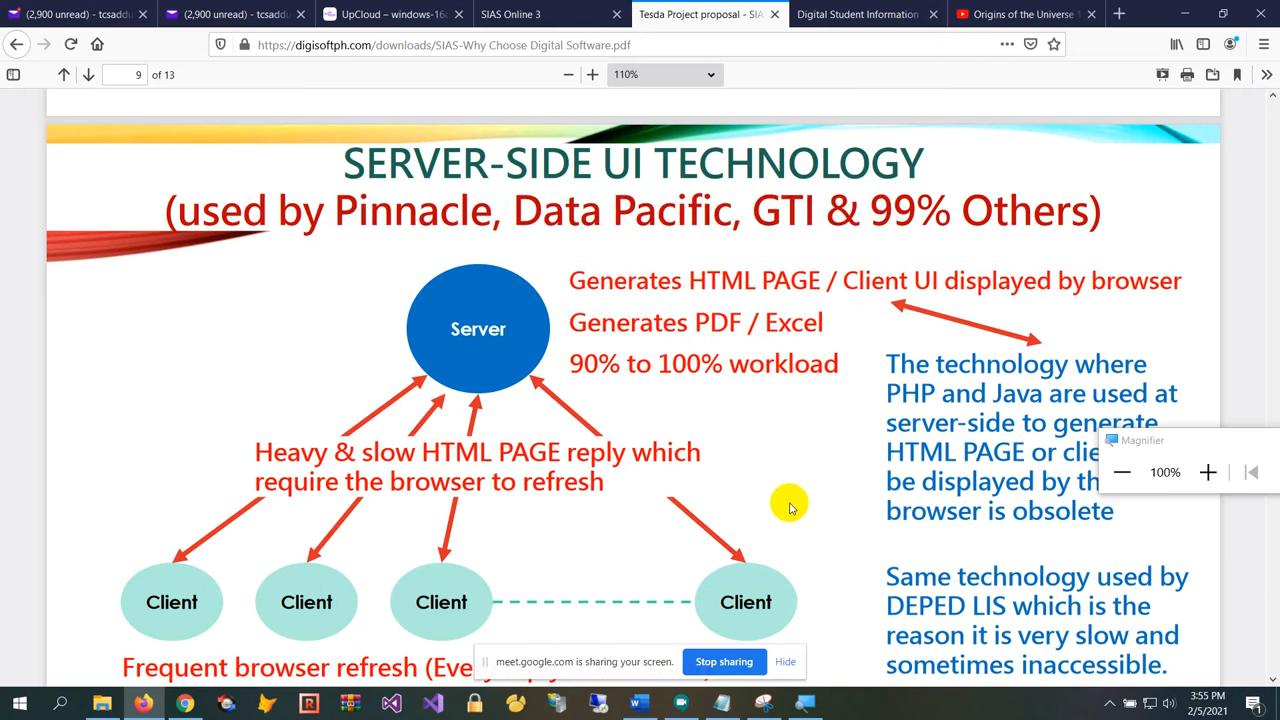 (2,900 unread) - tcsaddu
(2,900 unread) - tcsaddu
UpCloud – windows-16c
SIAS Online 3
Tesda Project proposal - SIA
Digital Student Information
Origins of the Universe 1
https://digisoftph.com/downloads/SIAS-Why Choose Digital Software.pdf
9 of 13
110%
SERVER-SIDE UI TECHNOLOGY
(used by Pinnacle, Data Pacific, GTI & 99% Others)
Server
Generates HTML PAGE / Client UI displayed by browser
Generates PDF / Excel
90% to 100% workload
The technology where
PHP and Java are used at
server-side to generate
HTML PAGE or clie
be displayed by th
browser is obsolete
Magnifier
100%
Heavy & slow HTML PAGE reply which
require the browser to refresh
Client
Client
Client
Client
Same technology used by
DEPED LIS which is the
reason it is very slow and
sometimes inaccessible.
Frequent browser refresh (Ever
meet.google.com is sharing your screen.
Stop sharing
Hide
3:55 PM
2/5/2021